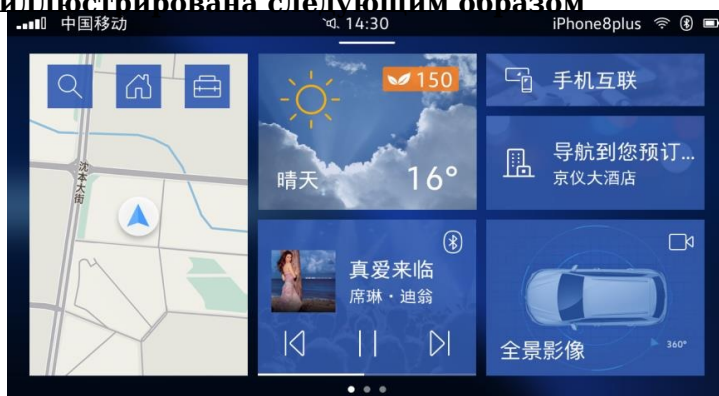 иллюстрирована следующим образом
中国移动
14:30
iPhone8plus
沈本大街
150
晴天
16°
手机互联
导航到您预订...
京仪大酒店
真爱来临
席琳·迪翁
全景影像
360°